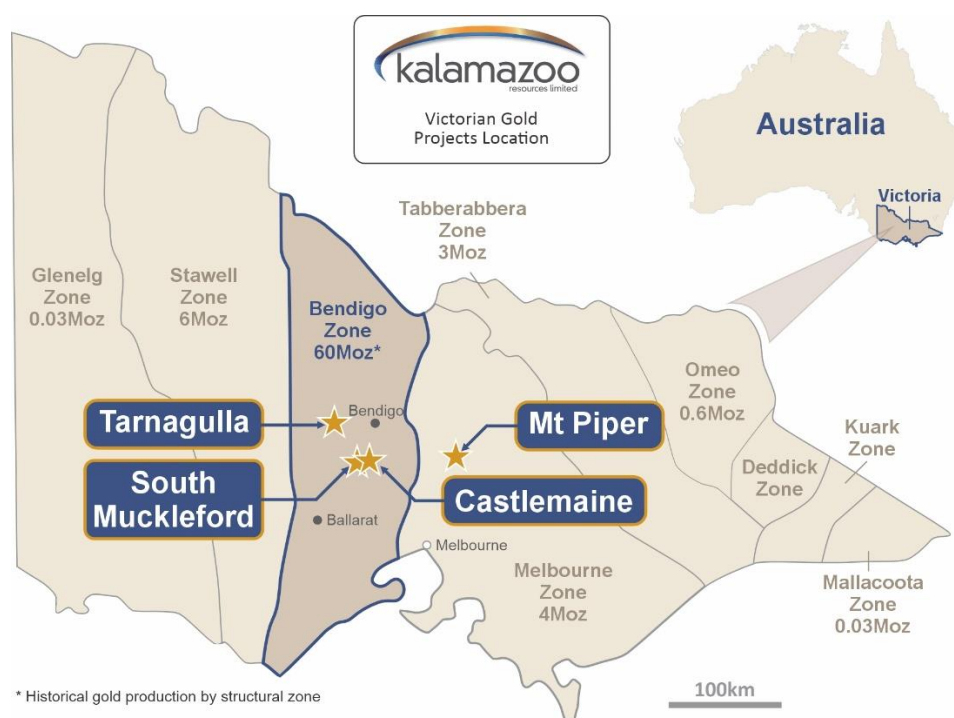 kalamazoo
resources limited
Victorian Gold
Projects Location
Australia
Victoria
Tabberabbera
Zone
3Moz
Glenelg
Zone
0.03Moz
Stawell
Zone
6Moz
Bendigo
Zone
60Moz*
Omeo
Zone
0.6Moz
Kuark
Zone
Deddick
Zone
Tarnagulla
Bendigo
Mt Piper
South
Muckleford
Castlemaine
Ballarat
Melbourne
Melbourne
Zone
4Moz
Mallacoota
Zone
0.03Moz
* Historical gold production by structural zone
100km